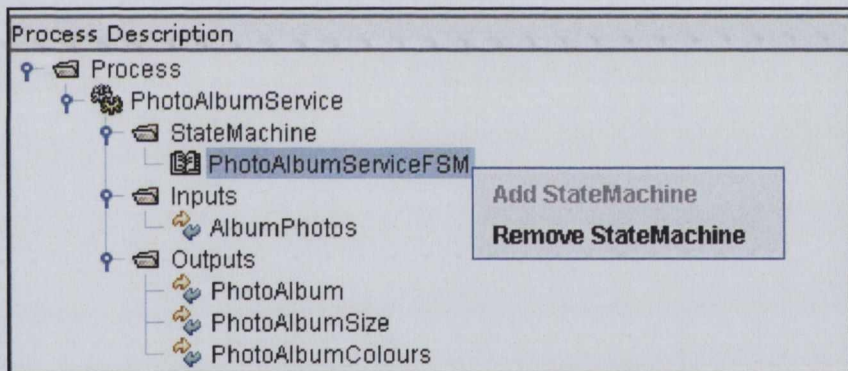 Process Description
Process
PhotoAlbumService
StateMachine
PhotoAlbumServiceFSM
Add StateMachine
Inputs
Remove StateMachine
AlbumPhotos
Outputs
PhotoAlbum
PhotoAlbumSize
PhotoAlbumColours